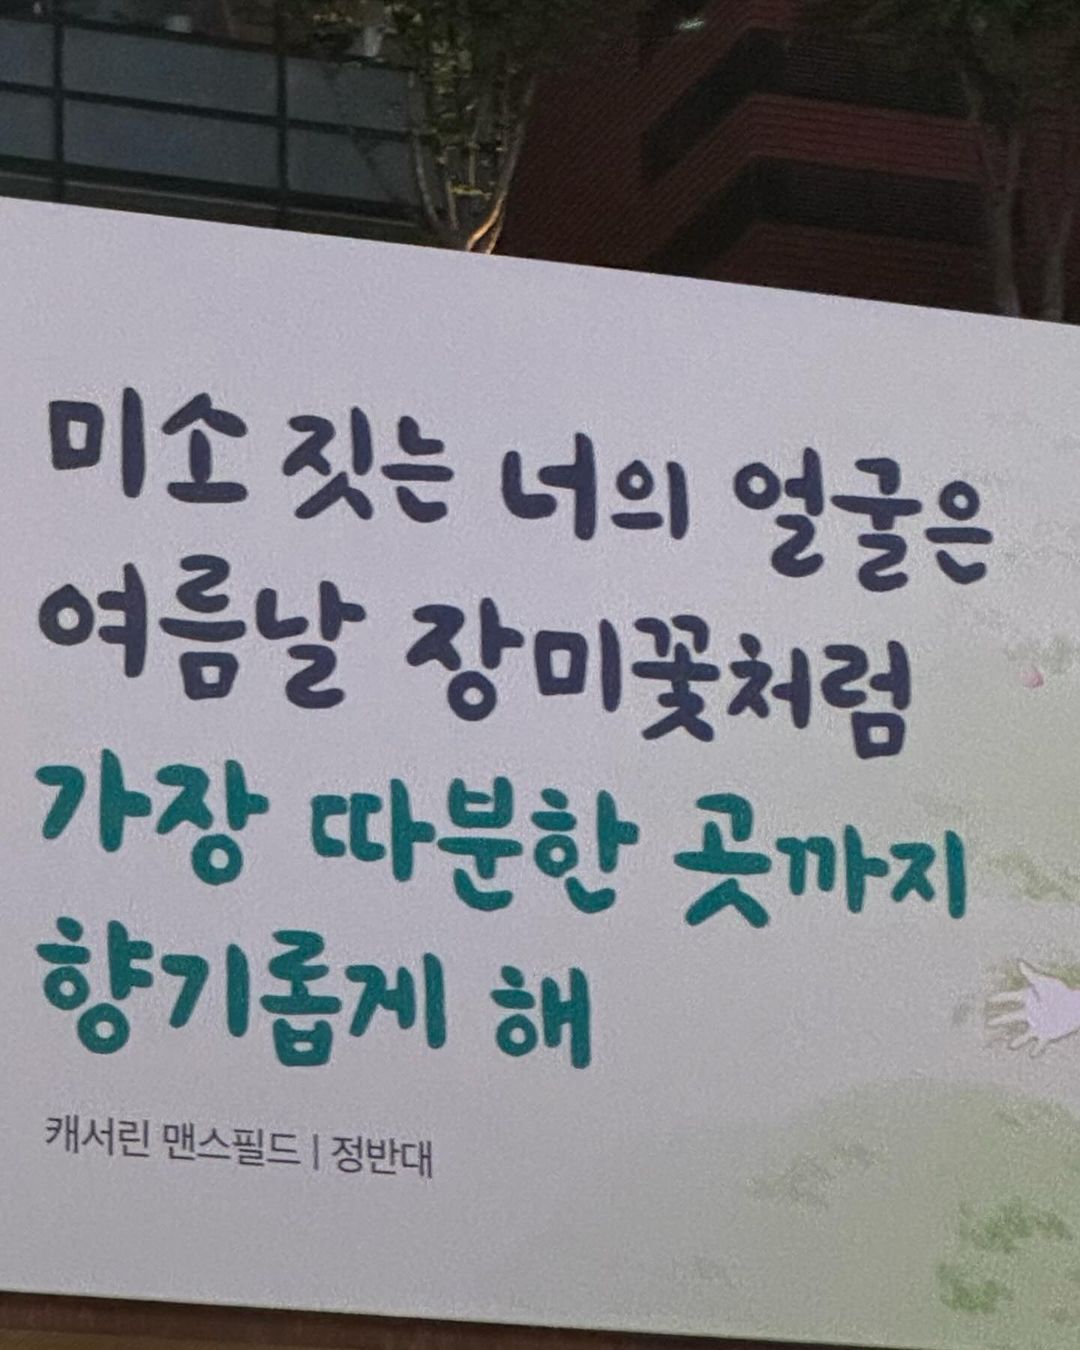 미소 짓는 너의 얼굴은
여름날 장미꽃처럼
가장 따분한 곳까지
향기롭게 해
캐서린 맨스필드 | 정반대